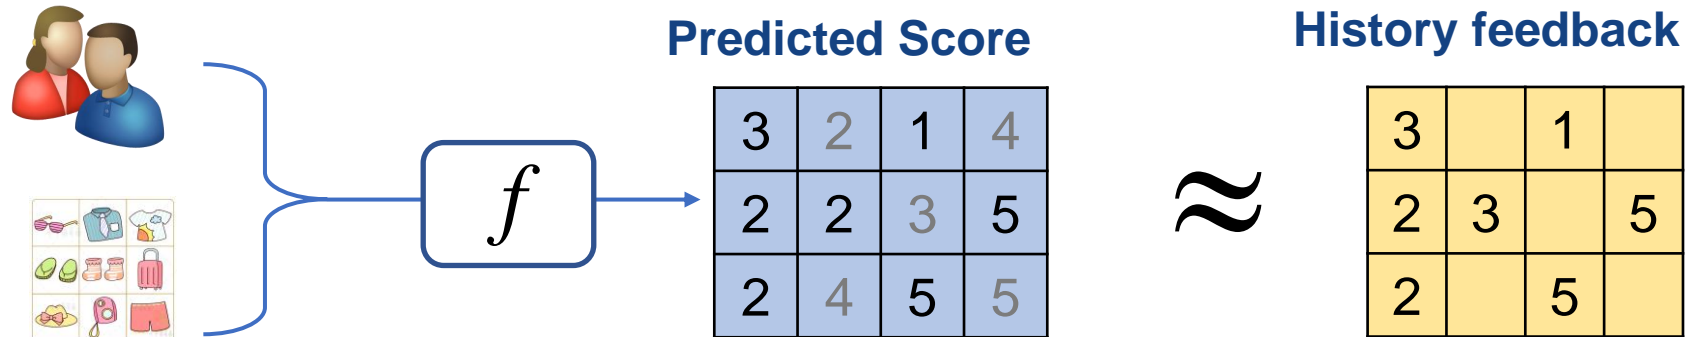 Predicted Score
History feedback
f
3 2 1 4
2 2 3 5
2 4 5 5
≈
3 1
2 3 5
2 5